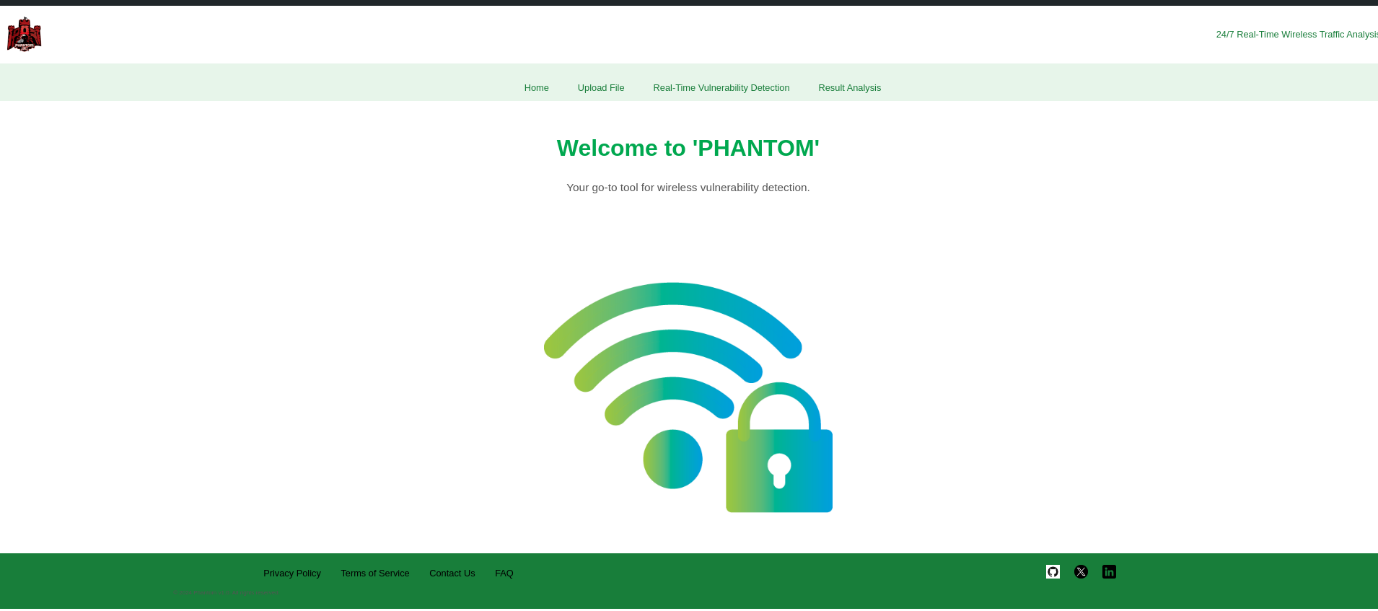 PHANTOM
24/7 Real-Time Wireless Traffic Analysis
Home Upload File Real-Time Vulnerability Detection Result Analysis
Welcome to 'PHANTOM'
Your go-to tool for wireless vulnerability detection.
Privacy Policy Terms of Service Contact Us FAQ